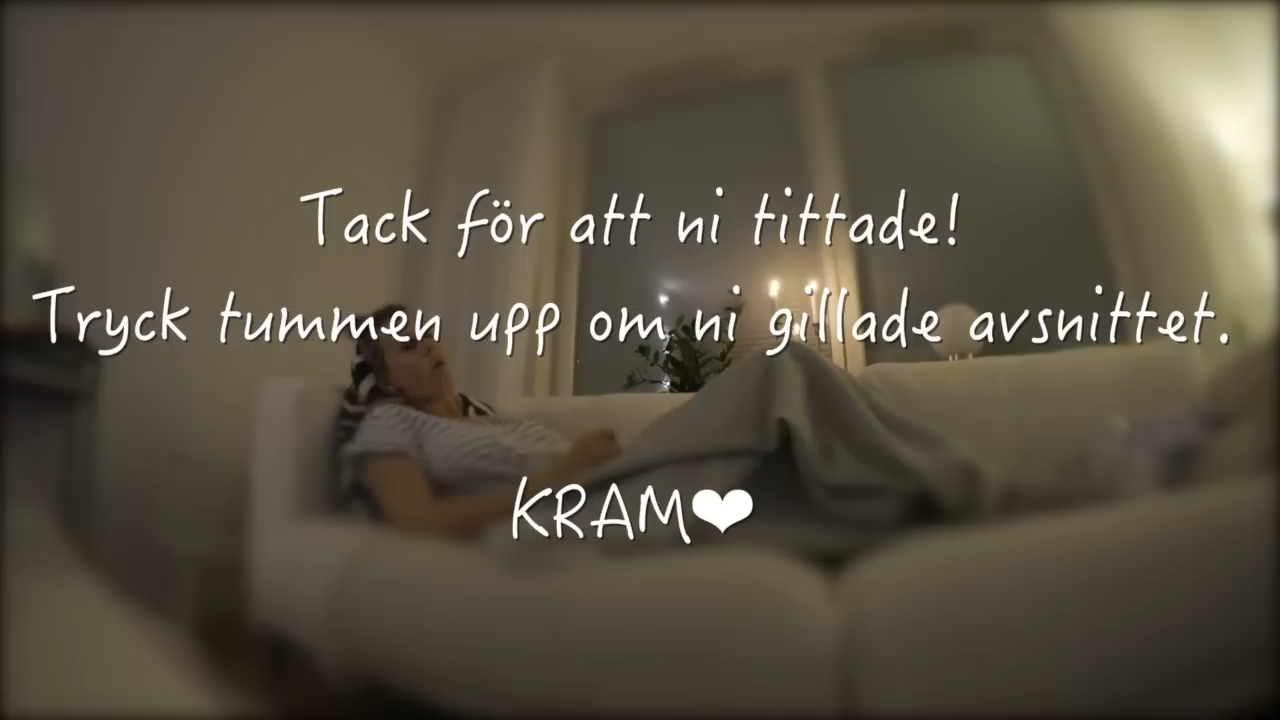 Tack för att ni tittade!
Tryck tummen upp om ni gillade avsnittet.
KRAM❤